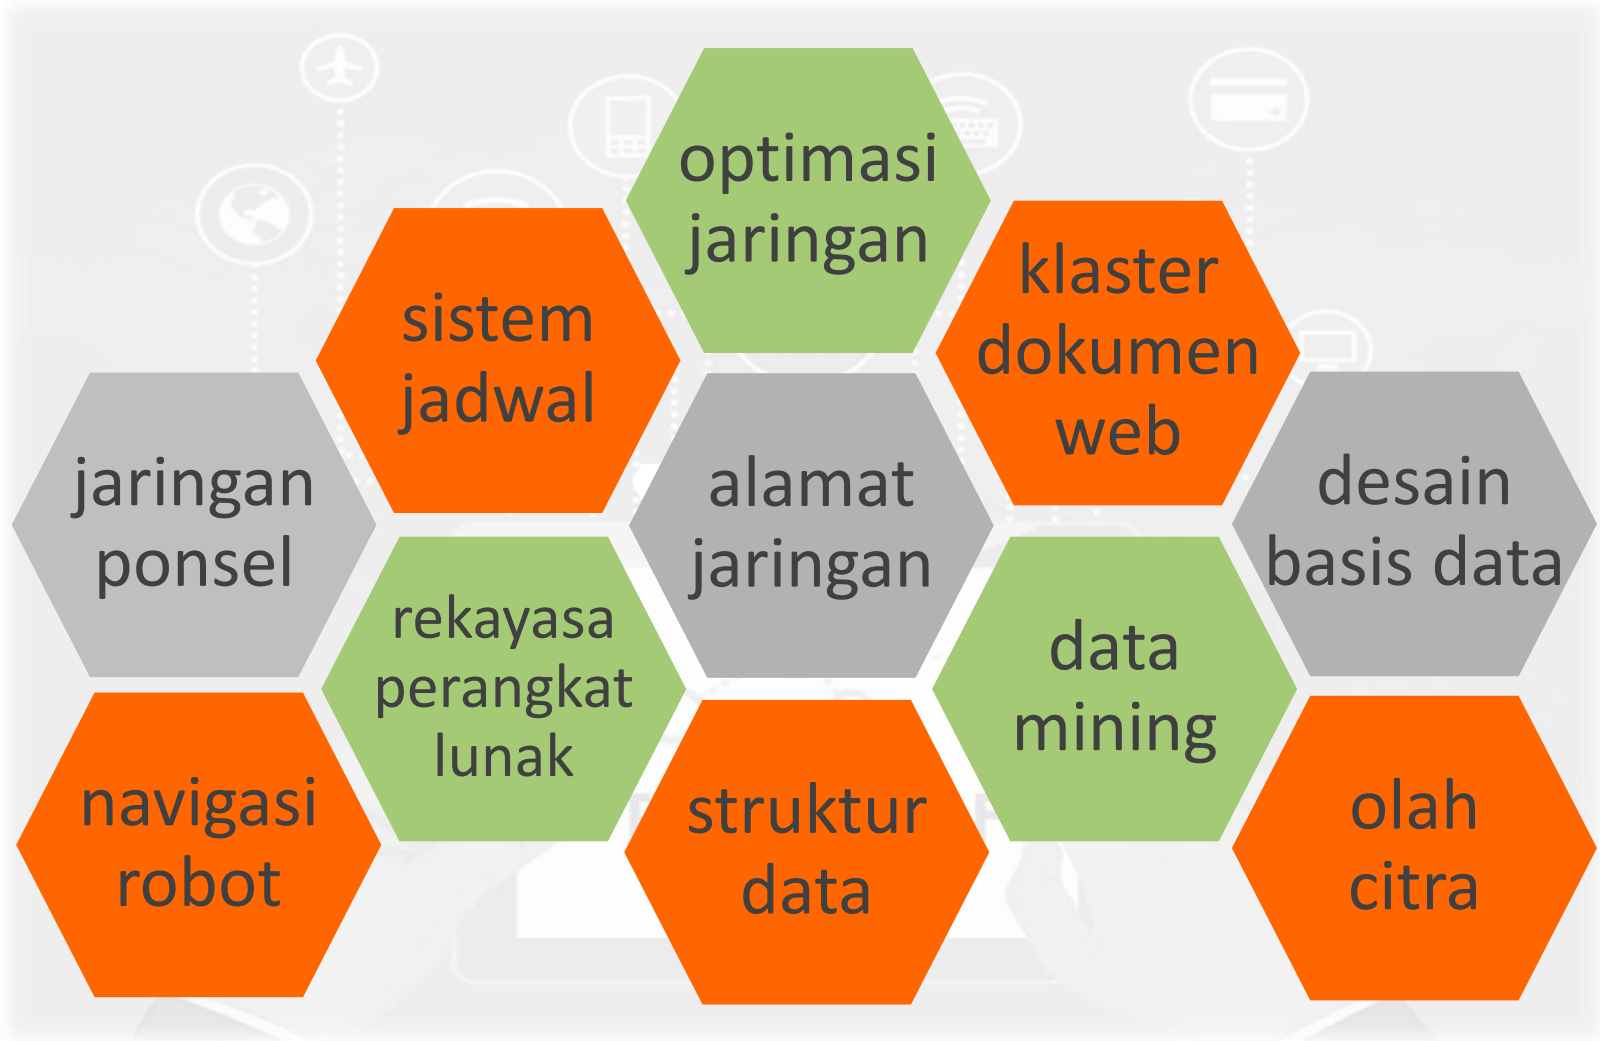 optimasi
jaringan
sistem
jadwal
klaster
dokumen
web
jaringan
ponsel
alamat
jaringan
desain
basis data
rekayasa
perangkat
lunak
data
mining
navigasi
robot
struktur
data
olah
citra